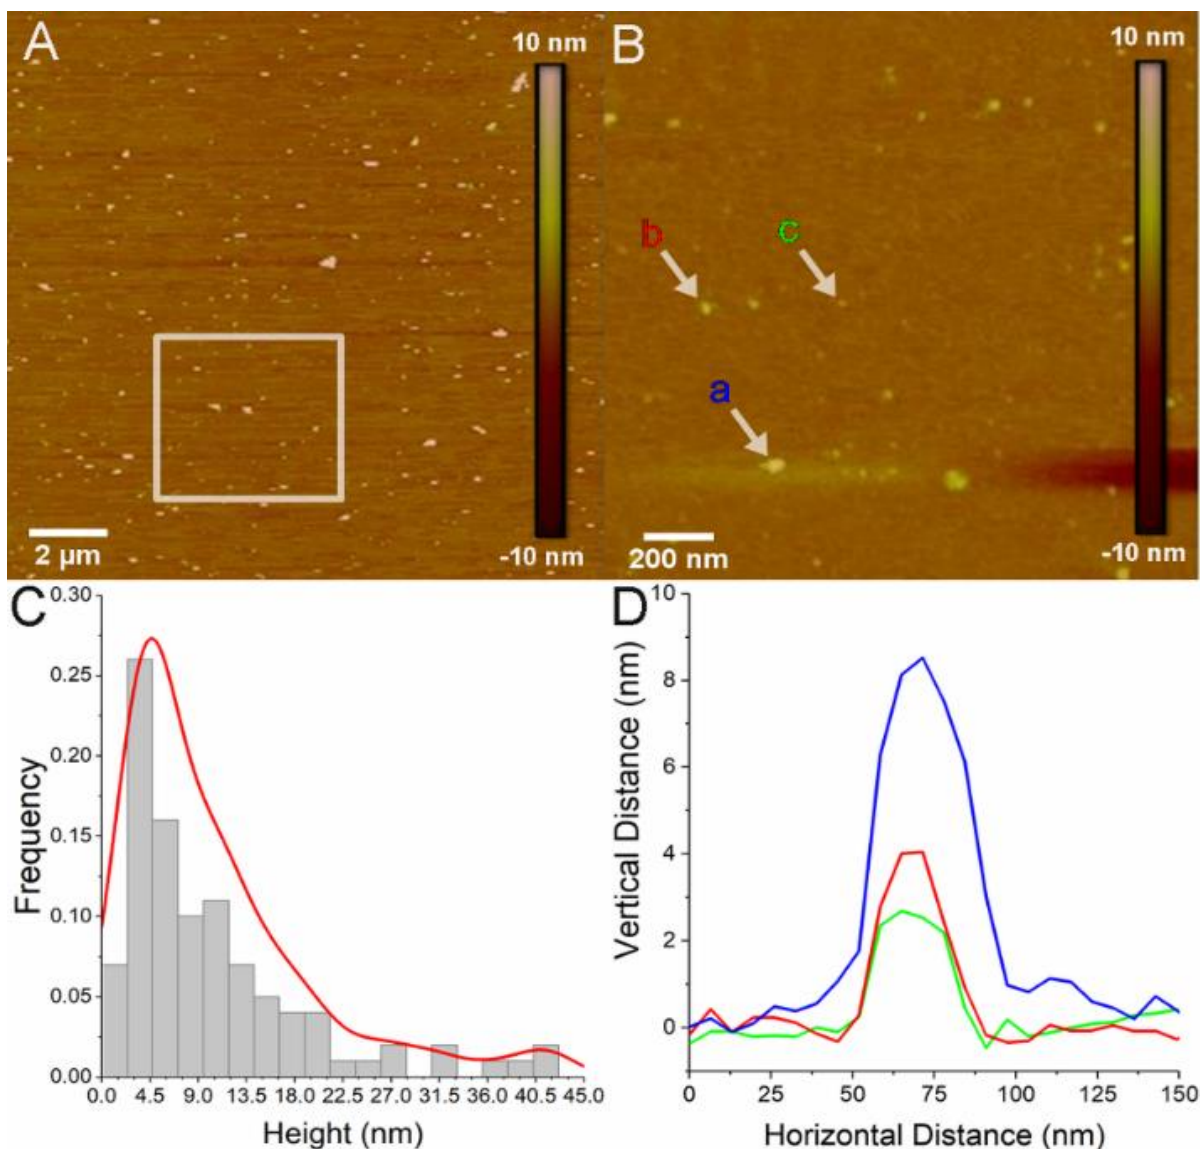 A
10 nm
2 µm
-10 nm
B
10 nm
b
c
a
200 nm
-10 nm
C
0.30
0.25
0.20
0.15
0.10
0.05
0.00
Frequency
0.0 4.5 9.0 13.5 18.0 22.5 27.0 31.5 36.0 40.5 45.0
Height (nm)
D
10
8
6
4
2
0
Vertical Distance (nm)
0 25 50 75 100 125 150
Horizontal Distance (nm)